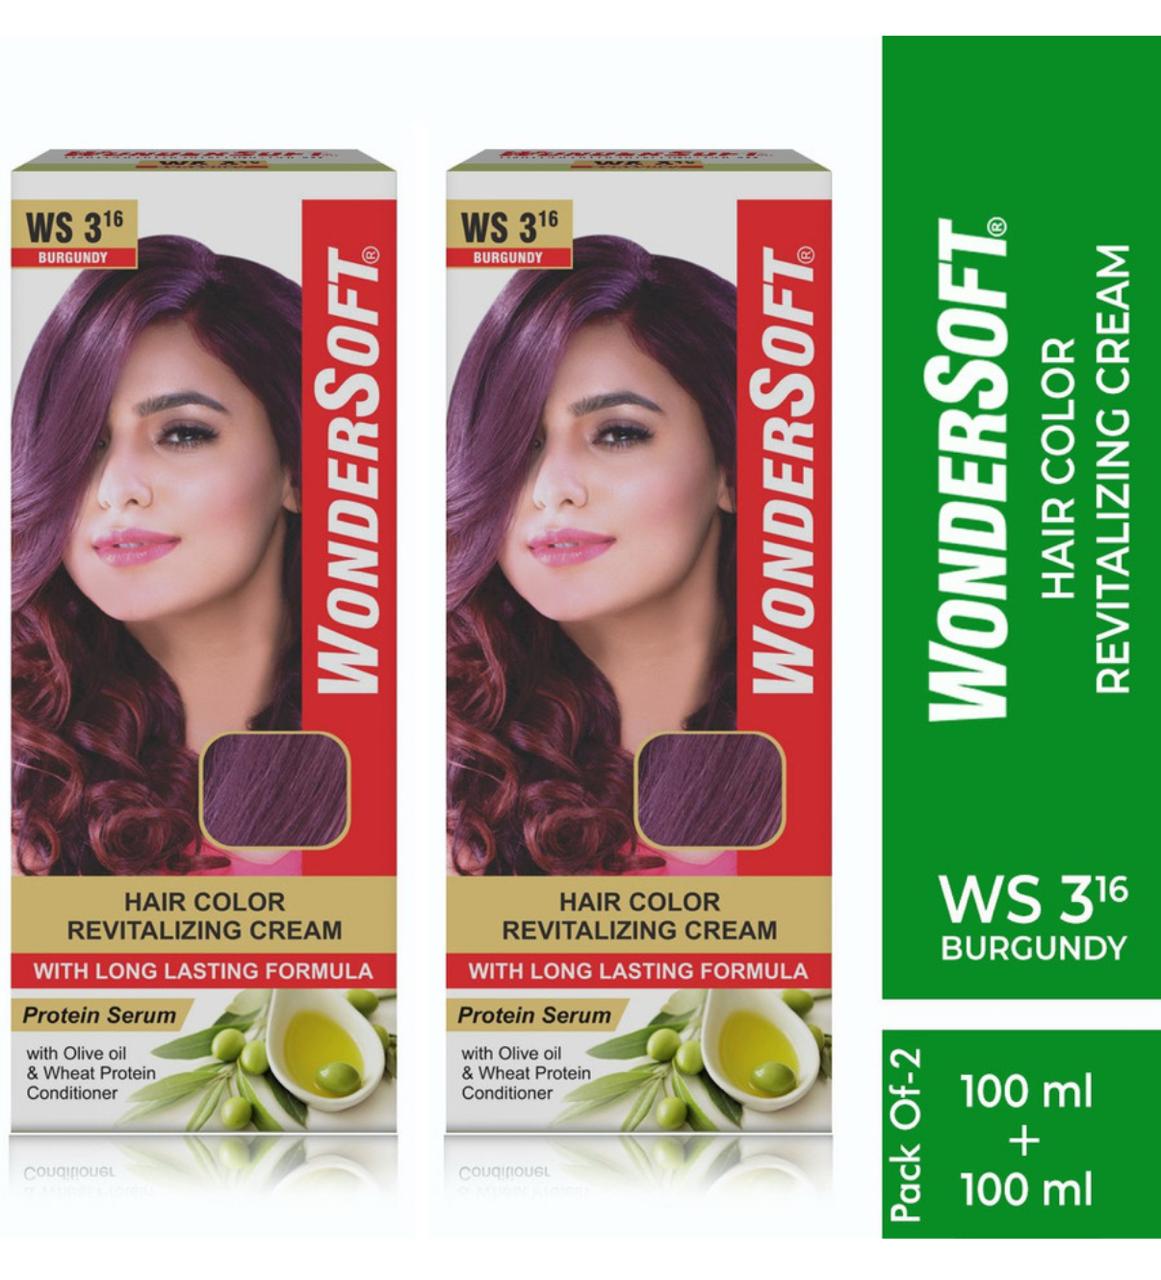 WS 3¹⁶
BURGUNDY
WONDERSOFT®
HAIR COLOR
REVITALIZING CREAM
WITH LONG LASTING FORMULA
Protein Serum
with Olive oil
& Wheat Protein
Conditioner
WS 3¹⁶
BURGUNDY
WONDERSOFT®
HAIR COLOR
REVITALIZING CREAM
WITH LONG LASTING FORMULA
Protein Serum
with Olive oil
& Wheat Protein
Conditioner
WONDERSOFT®
HAIR COLOR
REVITALIZING CREAM
WS 3¹⁶
BURGUNDY
Pack Of-2
100 ml
+
100 ml